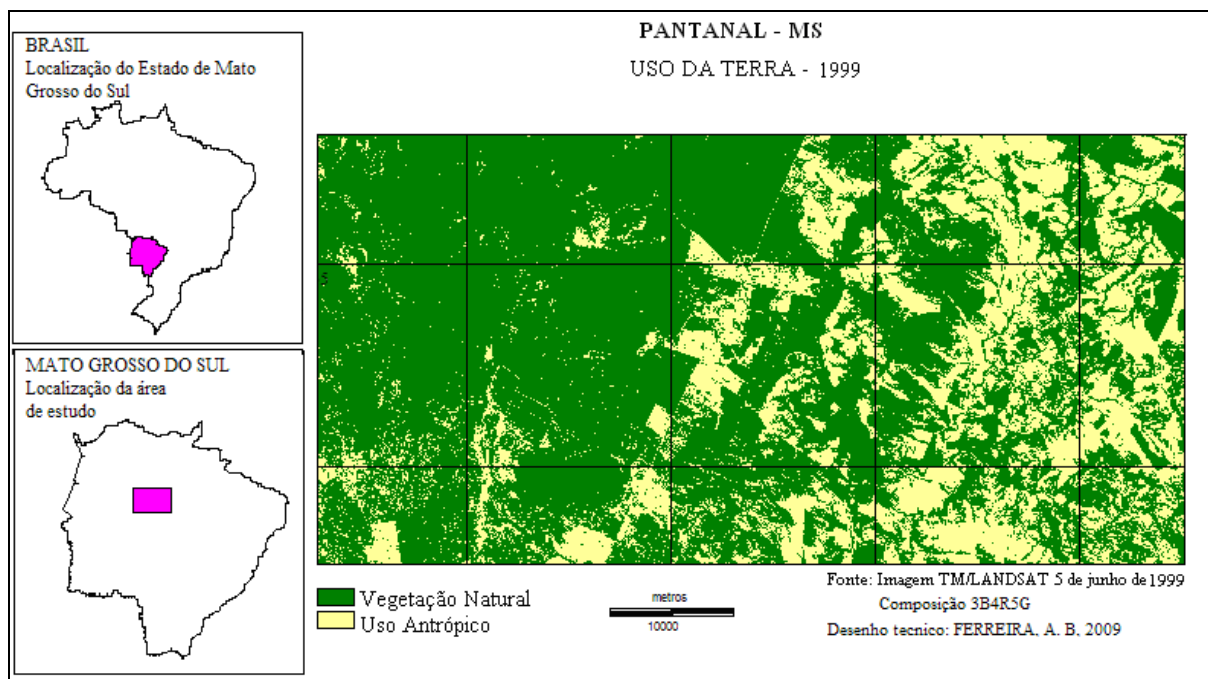 BRASIL
Localização do Estado de Mato
Grosso do Sul
MATO GROSSO DO SUL
Localização da área
de estudo
PANTANAL - MS
USO DA TERRA - 1999
S
Vegetação Natural
Uso Antrópico
metros
10000
Fonte: Imagem TM/LANDSAT 5 de junho de 1999
Composição 3B4R5G
Desenho tecnico: FERREIRA, A. B, 2009